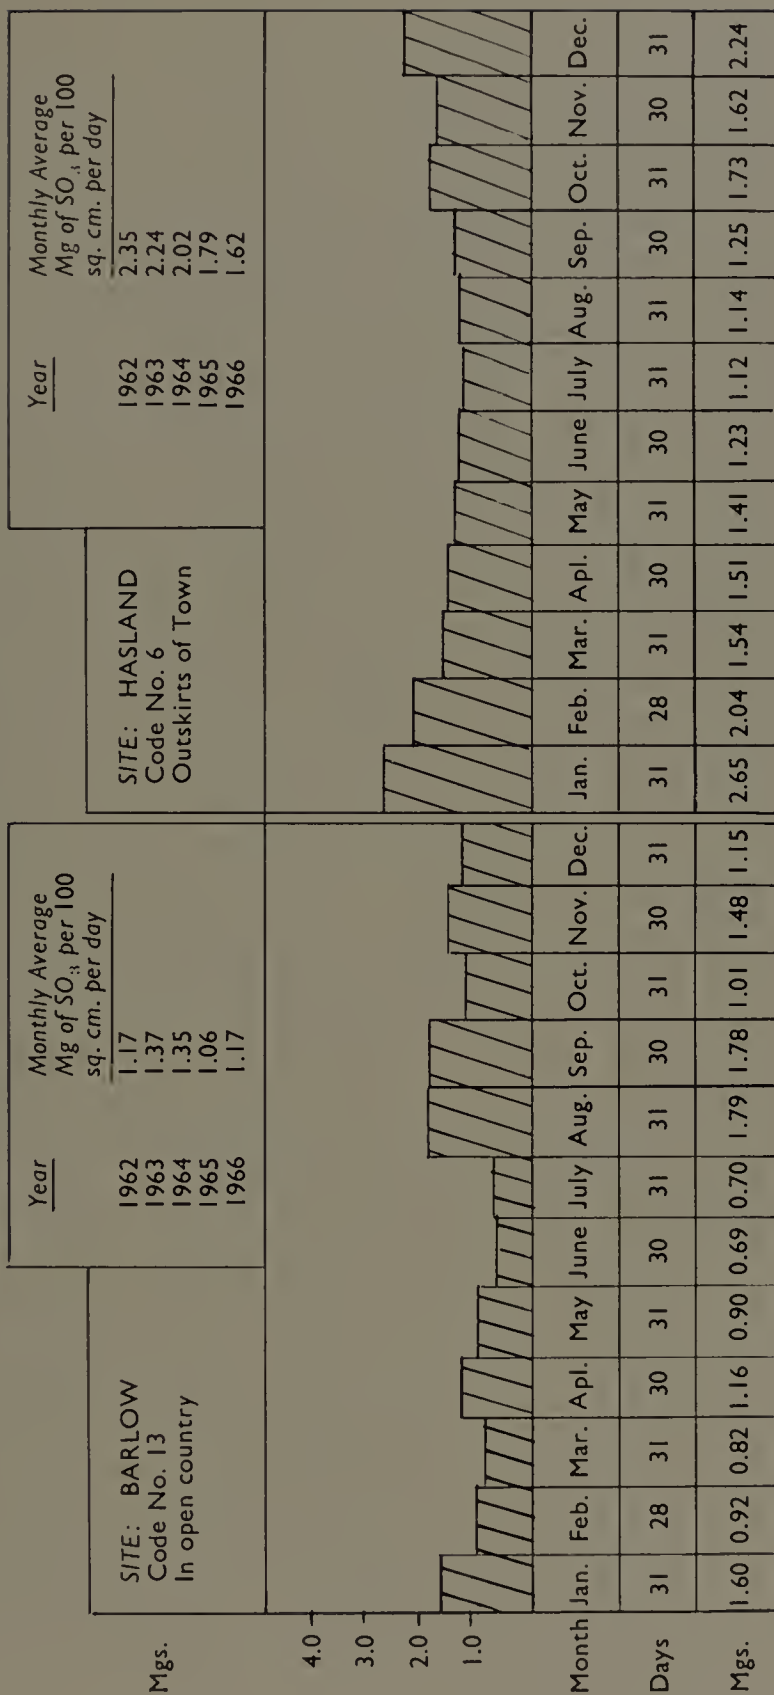 Mgs.
SITE: BARLOW
Code No. 13
In open country
Year Monthly Average
Mg of SO₃ per 100
sq. cm. per day
1962 1.17
1963 1.37
1964 1.35
1965 1.06
1966 1.17
SITE: HASLAND
Code No. 6
Outskirts of Town
Year Monthly Average
Mg of SO₃ per 100
sq. cm. per day
1962 2.35
1963 2.24
1964 2.02
1965 1.79
1966 1.62
4.0
3.0
2.0
1.0
Month Jan. Feb. Mar. Apl. May June July Aug. Sep. Oct. Nov. Dec. Jan. Feb. Mar. Apl. May June July Aug. Sep. Oct. Nov. Dec.
Days 31 28 31 30 31 30 31 31 30 31 30 31 31 28 31 30 31 30 31 31 30 31 30 31
Mgs. 1.60 0.92 0.82 1.16 0.90 0.69 0.70 1.79 1.78 1.01 1.48 1.15 2.65 2.04 1.54 1.51 1.41 1.23 1.12 1.14 1.25 1.73 1.62 2.24